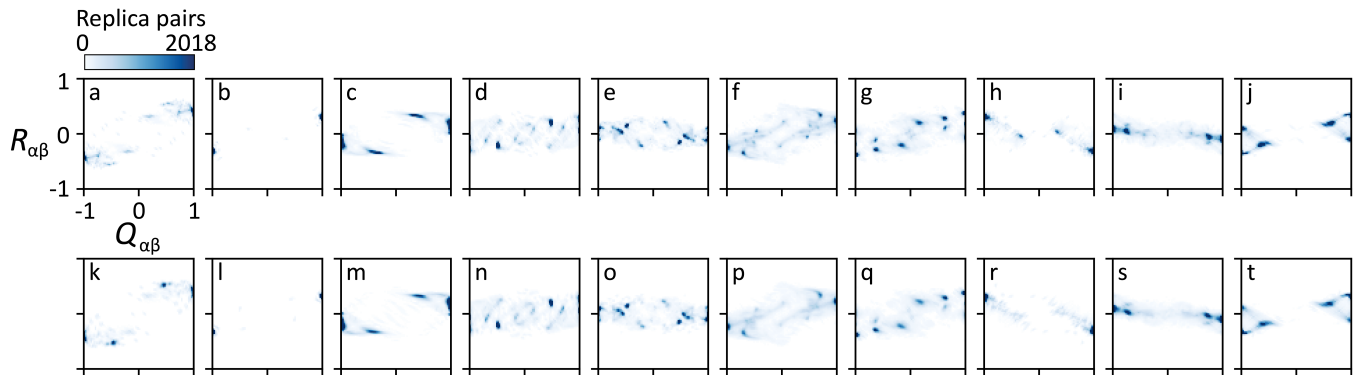 Replica pairs
0 2018
a b c d e f g h i j
1
0
-1
Rαβ
-1 0 1
Qαβ
k l m n o p q r s t